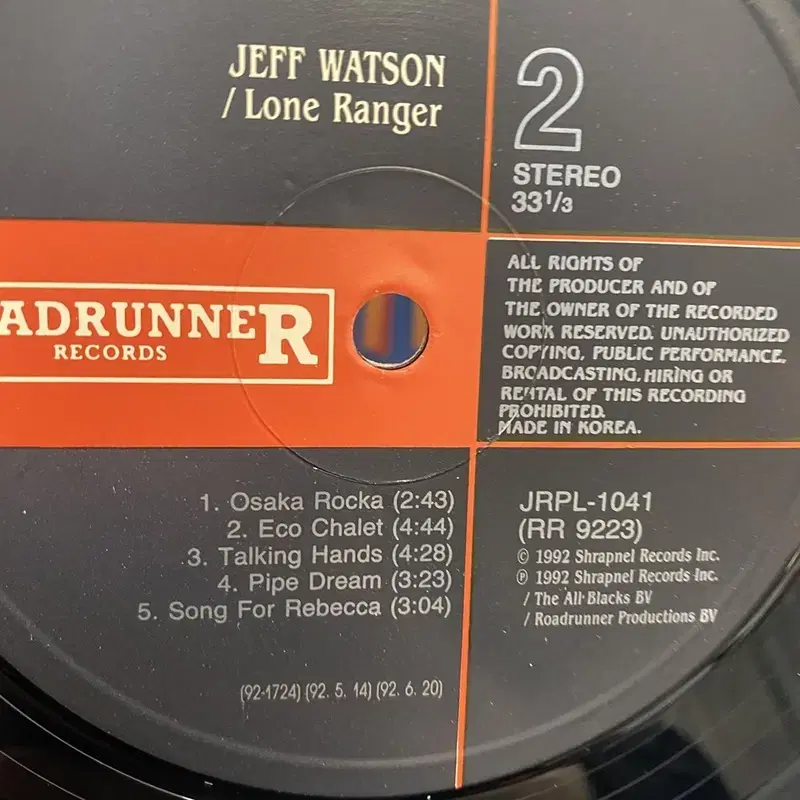 JEFF WATSON
/ Lone Ranger
2
STEREO
33 1/3
ADRUNNER
RECORDS
ALL RIGHTS OF
THE PRODUCER AND OF
THE OWNER OF THE RECORDED
WORK RESERVED. UNAUTHORIZED
COPYING, PUBLIC PERFORMANCE,
BROADCASTING, HIRING OR
RENTAL OF THIS RECORDING
PROHIBITED.
MADE IN KOREA.
1. Osaka Rocka (2:43)
2. Eco Chalet (4:44)
3. Talking Hands (4:28)
4. Pipe Dream (3:23)
5. Song For Rebecca (3:04)
JRPL-1041
(RR 9223)
© 1992 Shrapnel Records Inc.
℗ 1992 Shrapnel Records Inc.
/ The All Blacks BV
/ Roadrunner Productions BV
(92-1724) (92. 5. 14) (92. 6. 20)